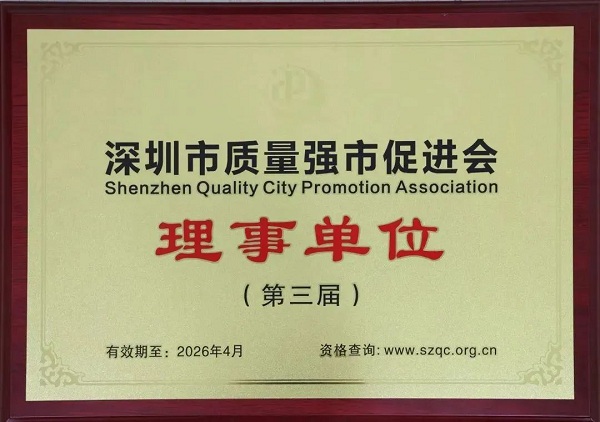 深圳市质量强市促进会
Shenzhen Quality City Promotion Association
理事单位
（第三届）
有效期至：2026年4月 资格查询: www.szqc.org.cn